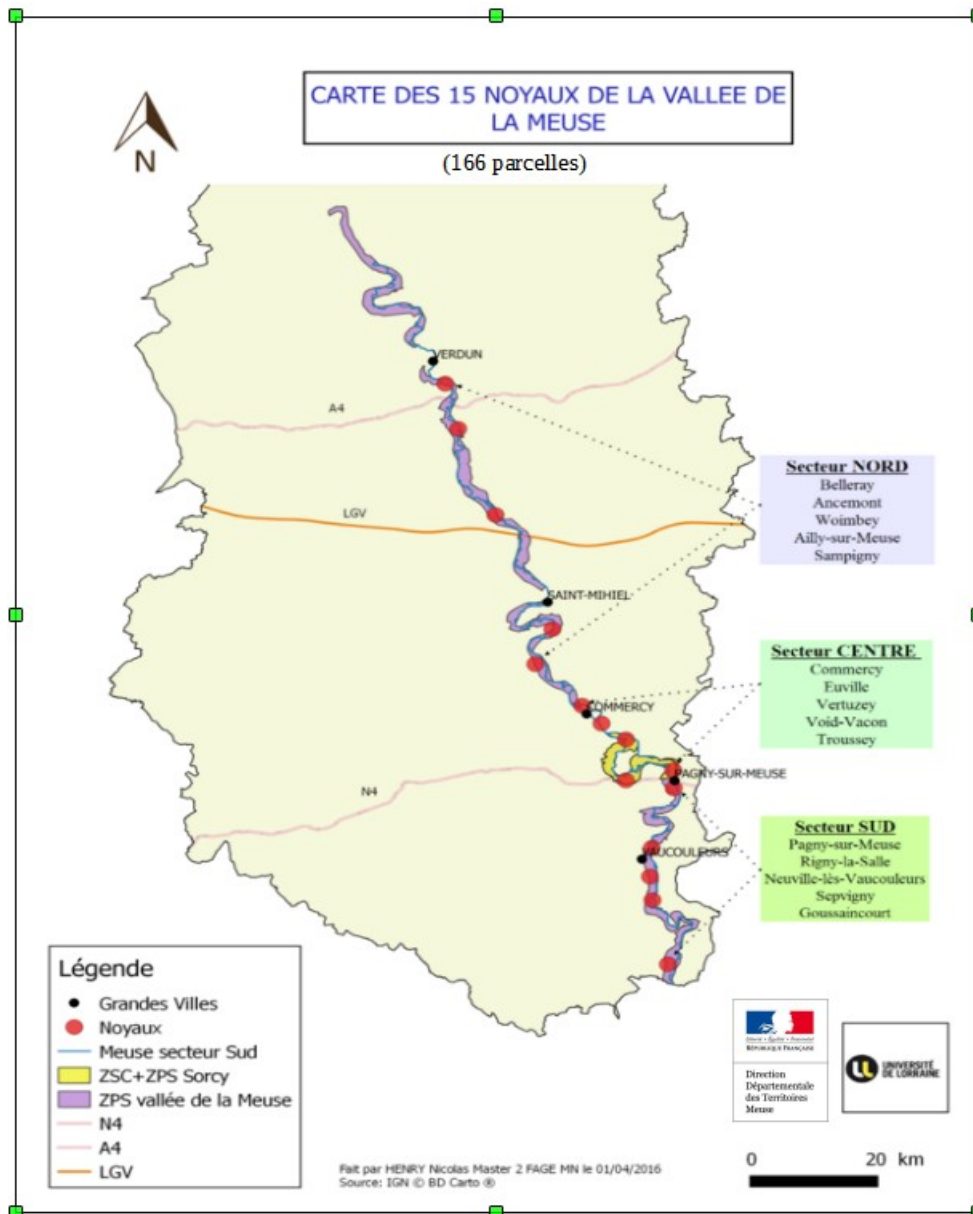 CARTE DES 15 NOYAUX DE LA VALLEE DE
LA MEUSE
(166 parcelles)
N
VERDUN
A4
LGV
SAINT-MIHIEL
COMMERCY
PAGNY-SUR-MEUSE
N4
VAUCOULEURS
Secteur NORD
Belleray
Ancemont
Woimbey
Ailly-sur-Meuse
Sampigny
Secteur CENTRE
Commercy
Euville
Vertuzey
Void-Vacon
Troussey
Secteur SUD
Pagny-sur-Meuse
Rigny-la-Salle
Neuville-lès-Vaucouleurs
Sepvigny
Goussaincourt
Légende
Grandes Villes
Noyaux
Meuse secteur Sud
ZSC+ZPS Sorcy
ZPS vallée de la Meuse
N4
A4
LGV
Fait par HENRY Nicolas Master 2 FAGE MN le 01/04/2016
Source: IGN © BD Carto ®
Liberté • Égalité • Fraternité
RÉPUBLIQUE FRANÇAISE
Direction
Départementale
des Territoires
Meuse
UNIVERSITÉ
DE LORRAINE
0 20 km